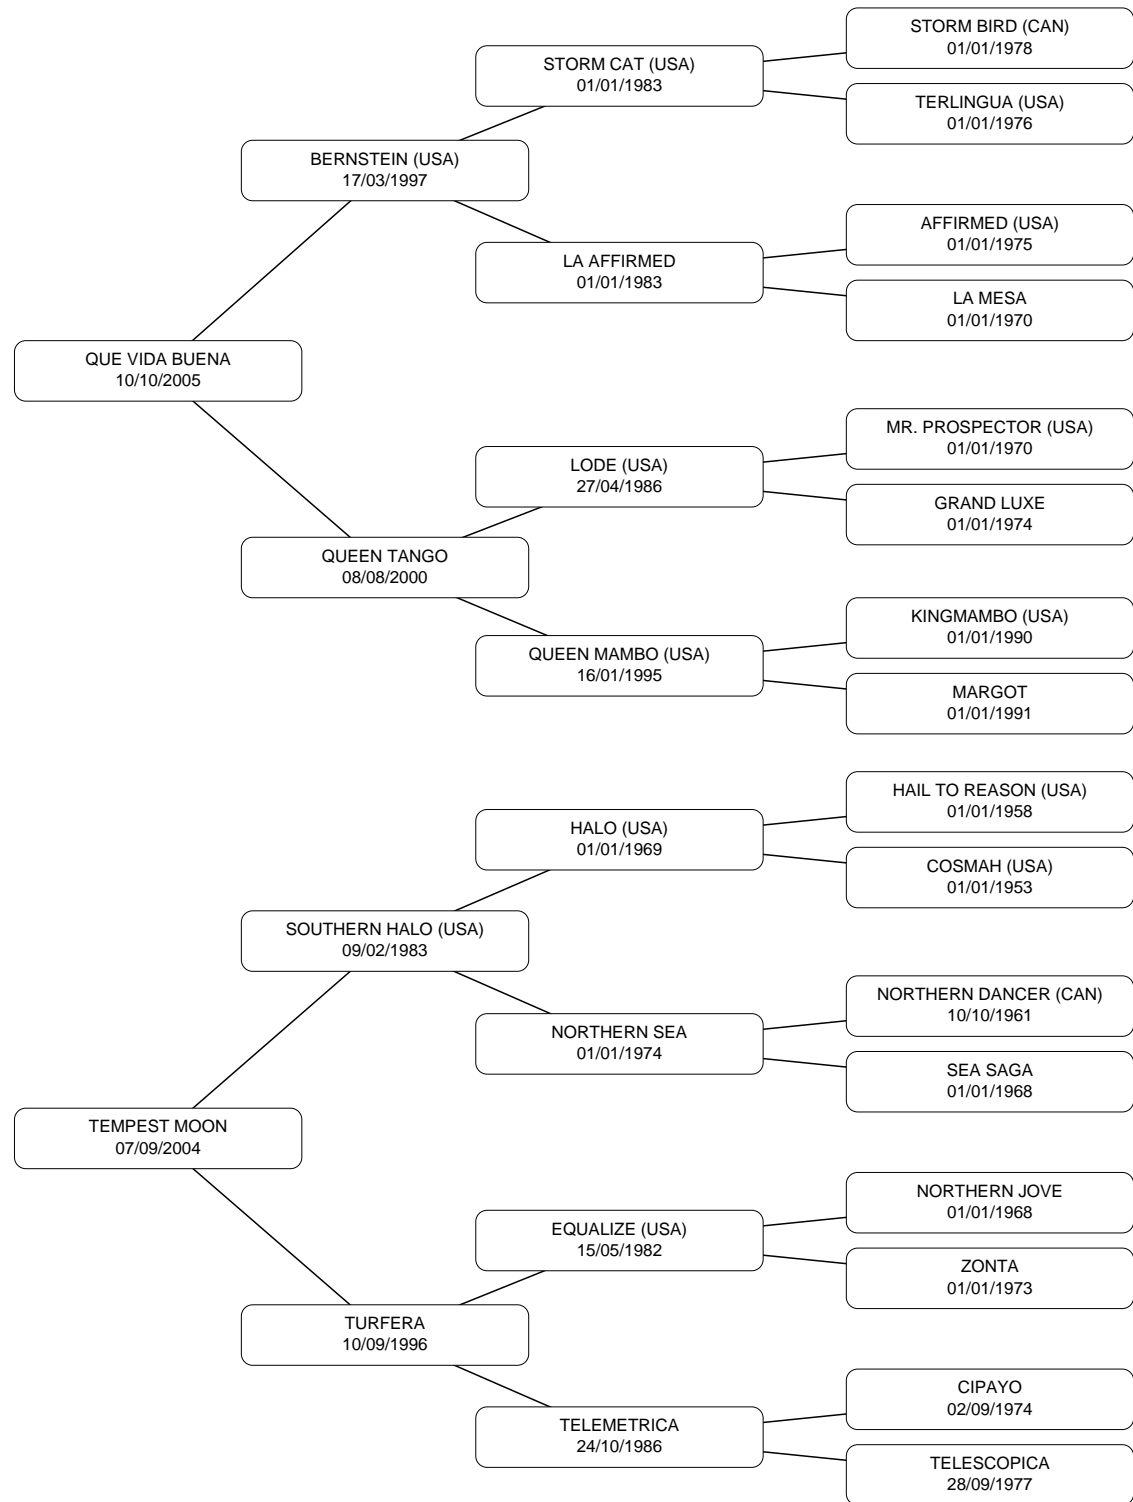 STORM BIRD (CAN)
01/01/1978
STORM CAT (USA)
01/01/1983
TERLINGUA (USA)
01/01/1976
BERNSTEIN (USA)
17/03/1997
AFFIRMED (USA)
01/01/1975
LA AFFIRMED
01/01/1983
LA MESA
01/01/1970
QUE VIDA BUENA
10/10/2005
MR. PROSPECTOR (USA)
01/01/1970
LODE (USA)
27/04/1986
GRAND LUXE
01/01/1974
QUEEN TANGO
08/08/2000
KINGMAMBO (USA)
01/01/1990
QUEEN MAMBO (USA)
16/01/1995
MARGOT
01/01/1991
HAIL TO REASON (USA)
01/01/1958
HALO (USA)
01/01/1969
COSMAH (USA)
01/01/1953
SOUTHERN HALO (USA)
09/02/1983
NORTHERN DANCER (CAN)
10/10/1961
NORTHERN SEA
01/01/1974
SEA SAGA
01/01/1968
TEMPEST MOON
07/09/2004
NORTHERN JOVE
01/01/1968
EQUALIZE (USA)
15/05/1982
ZONTA
01/01/1973
TURFERA
10/09/1996
CIPAYO
02/09/1974
TELEMETRICA
24/10/1986
TELESCOPICA
28/09/1977